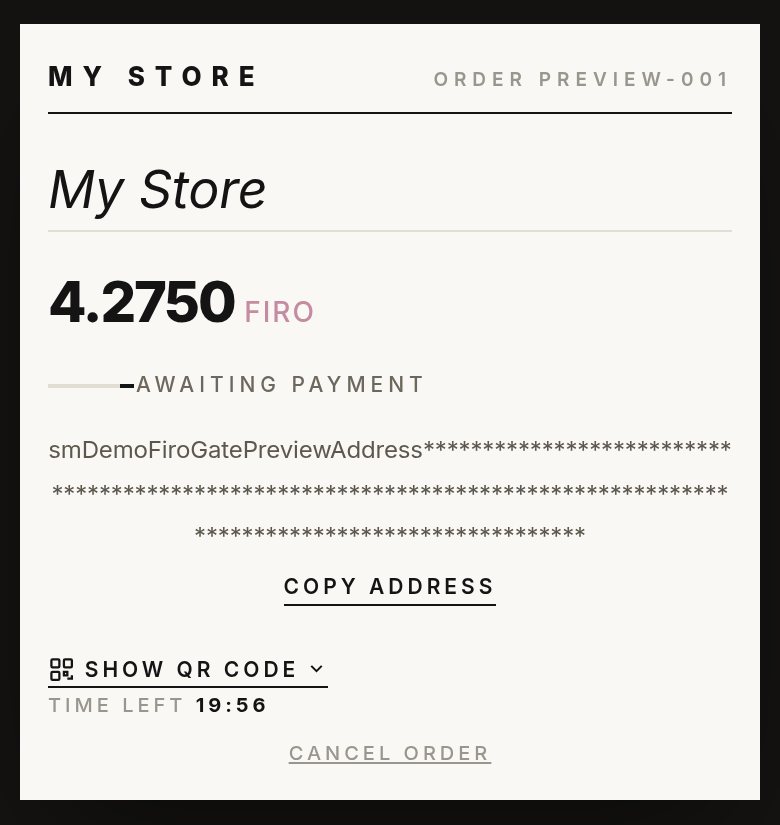 MY STORE
ORDER PREVIEW-001
My Store
4.2750 FIRO
AWAITING PAYMENT
smDemoFiroGatePreviewAddress**************************
*********************************************************
*********************************
COPY ADDRESS
SHOW QR CODE
TIME LEFT 19:56
CANCEL ORDER